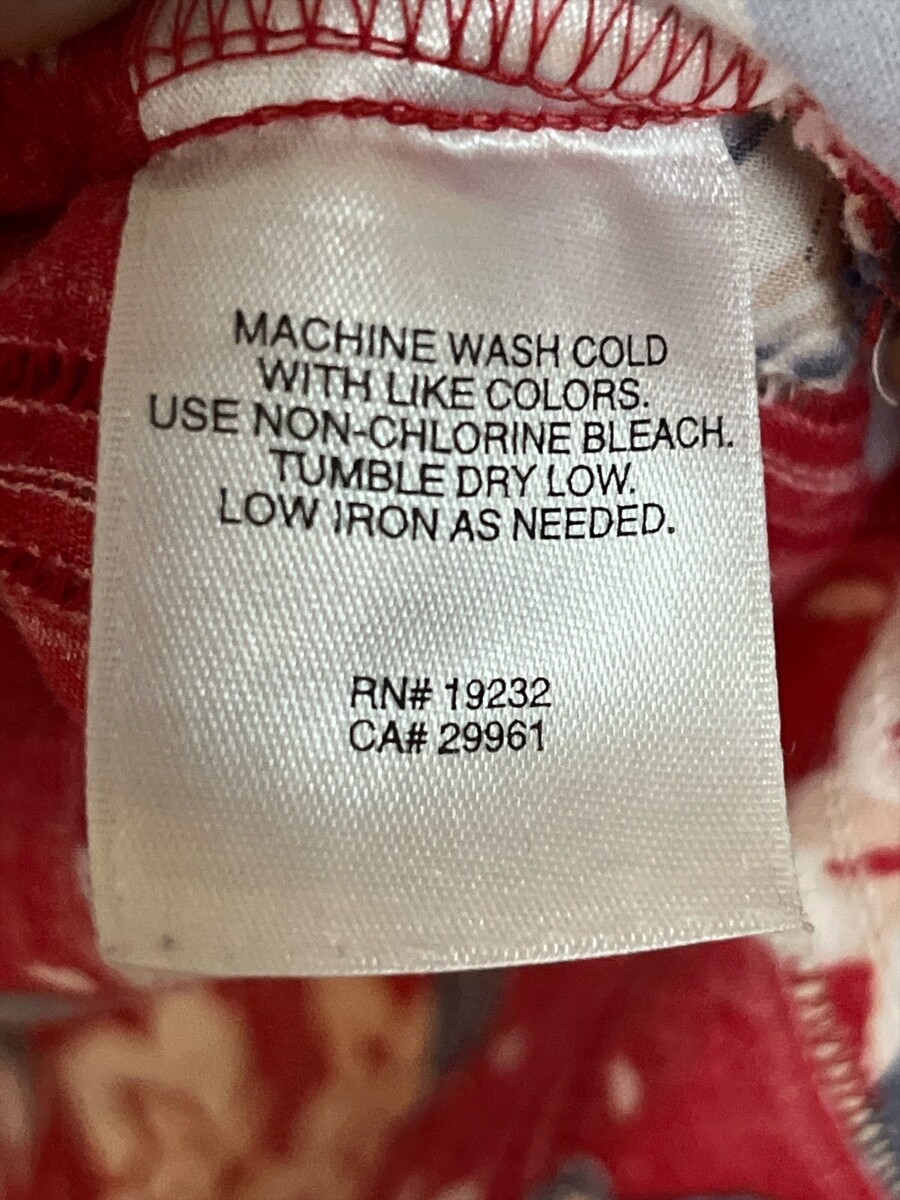 MACHINE WASH COLD
WITH LIKE COLORS.
USE NON-CHLORINE BLEACH.
TUMBLE DRY LOW.
LOW IRON AS NEEDED.
RN# 19232
CA# 29961